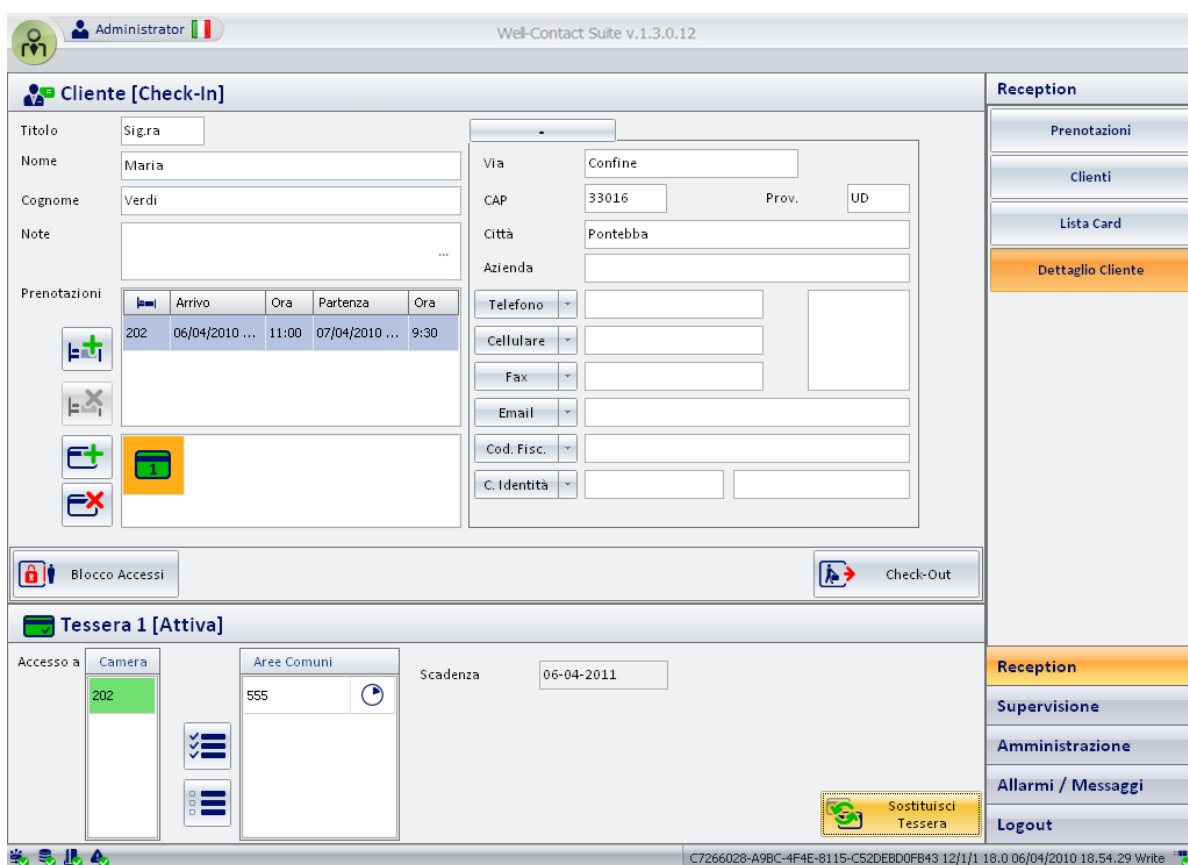 Administrator
Well-Contact Suite v.1.3.0.12
Cliente [Check-In]
Titolo
Sig.ra
Nome
Maria
Cognome
Verdi
Note
...
Prenotazioni
Arrivo Ora Partenza Ora
202 06/04/2010 ... 11:00 07/04/2010 ... 9:30
1
-
Via
Confine
CAP
33016
Prov.
UD
Città
Pontebba
Azienda
Telefono
Cellulare
Fax
Email
Cod. Fisc.
C. Identità
Blocco Accessi
Check-Out
Tessera 1 [Attiva]
Accesso a
Camera
202
Aree Comuni
555
Scadenza
06-04-2011
Sostituisci
Tessera
Reception
Prenotazioni
Clienti
Lista Card
Dettaglio Cliente
Reception
Supervisione
Amministrazione
Allarmi / Messaggi
Logout
C7266028-A9BC-4F4E-8115-C52DEBD0FB43 12/1/1 18.0 06/04/2010 18.54.29 Write